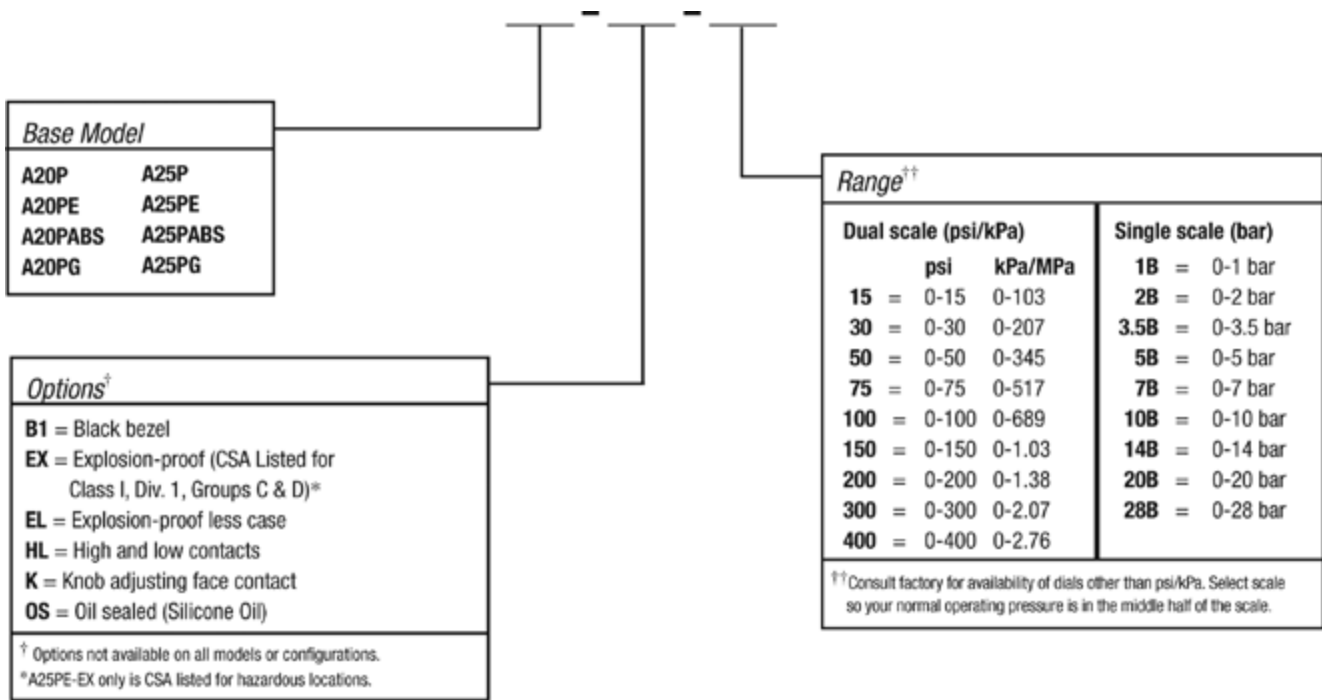 ___ - ___ - ___
Base Model
A20P A25P
A20PE A25PE
A20PABS A25PABS
A20PG A25PG
Options†
B1 = Black bezel
EX = Explosion-proof (CSA Listed for
Class I, Div. 1, Groups C & D)*
EL = Explosion-proof less case
HL = High and low contacts
K = Knob adjusting face contact
OS = Oil sealed (Silicone Oil)
† Options not available on all models or configurations.
*A25PE-EX only is CSA listed for hazardous locations.
Range††
Dual scale (psi/kPa)
psi kPa/MPa
15 = 0-15 0-103
30 = 0-30 0-207
50 = 0-50 0-345
75 = 0-75 0-517
100 = 0-100 0-689
150 = 0-150 0-1.03
200 = 0-200 0-1.38
300 = 0-300 0-2.07
400 = 0-400 0-2.76
Single scale (bar)
1B = 0-1 bar
2B = 0-2 bar
3.5B = 0-3.5 bar
5B = 0-5 bar
7B = 0-7 bar
10B = 0-10 bar
14B = 0-14 bar
20B = 0-20 bar
28B = 0-28 bar
††Consult factory for availability of dials other than psi/kPa. Select scale
so your normal operating pressure is in the middle half of the scale.